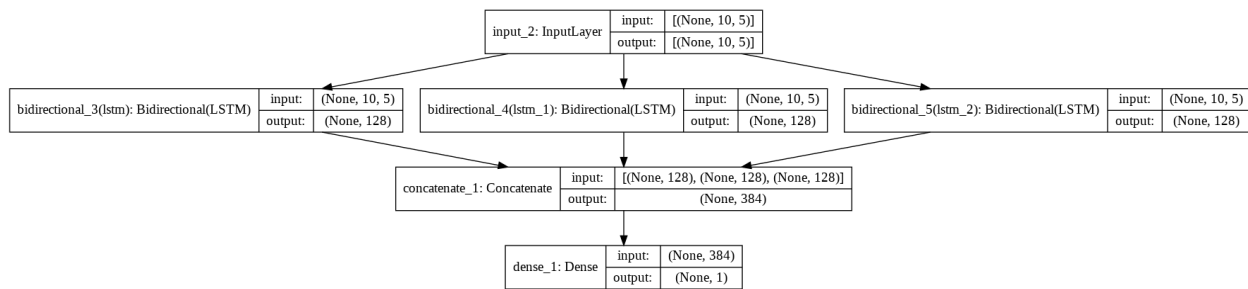 input_2: InputLayer
input: [(None, 10, 5)]
output: [(None, 10, 5)]
bidirectional_3(lstm): Bidirectional(LSTM)
input: (None, 10, 5)
output: (None, 128)
bidirectional_4(lstm_1): Bidirectional(LSTM)
input: (None, 10, 5)
output: (None, 128)
bidirectional_5(lstm_2): Bidirectional(LSTM)
input: (None, 10, 5)
output: (None, 128)
concatenate_1: Concatenate
input: [(None, 128), (None, 128), (None, 128)]
output: (None, 384)
dense_1: Dense
input: (None, 384)
output: (None, 1)